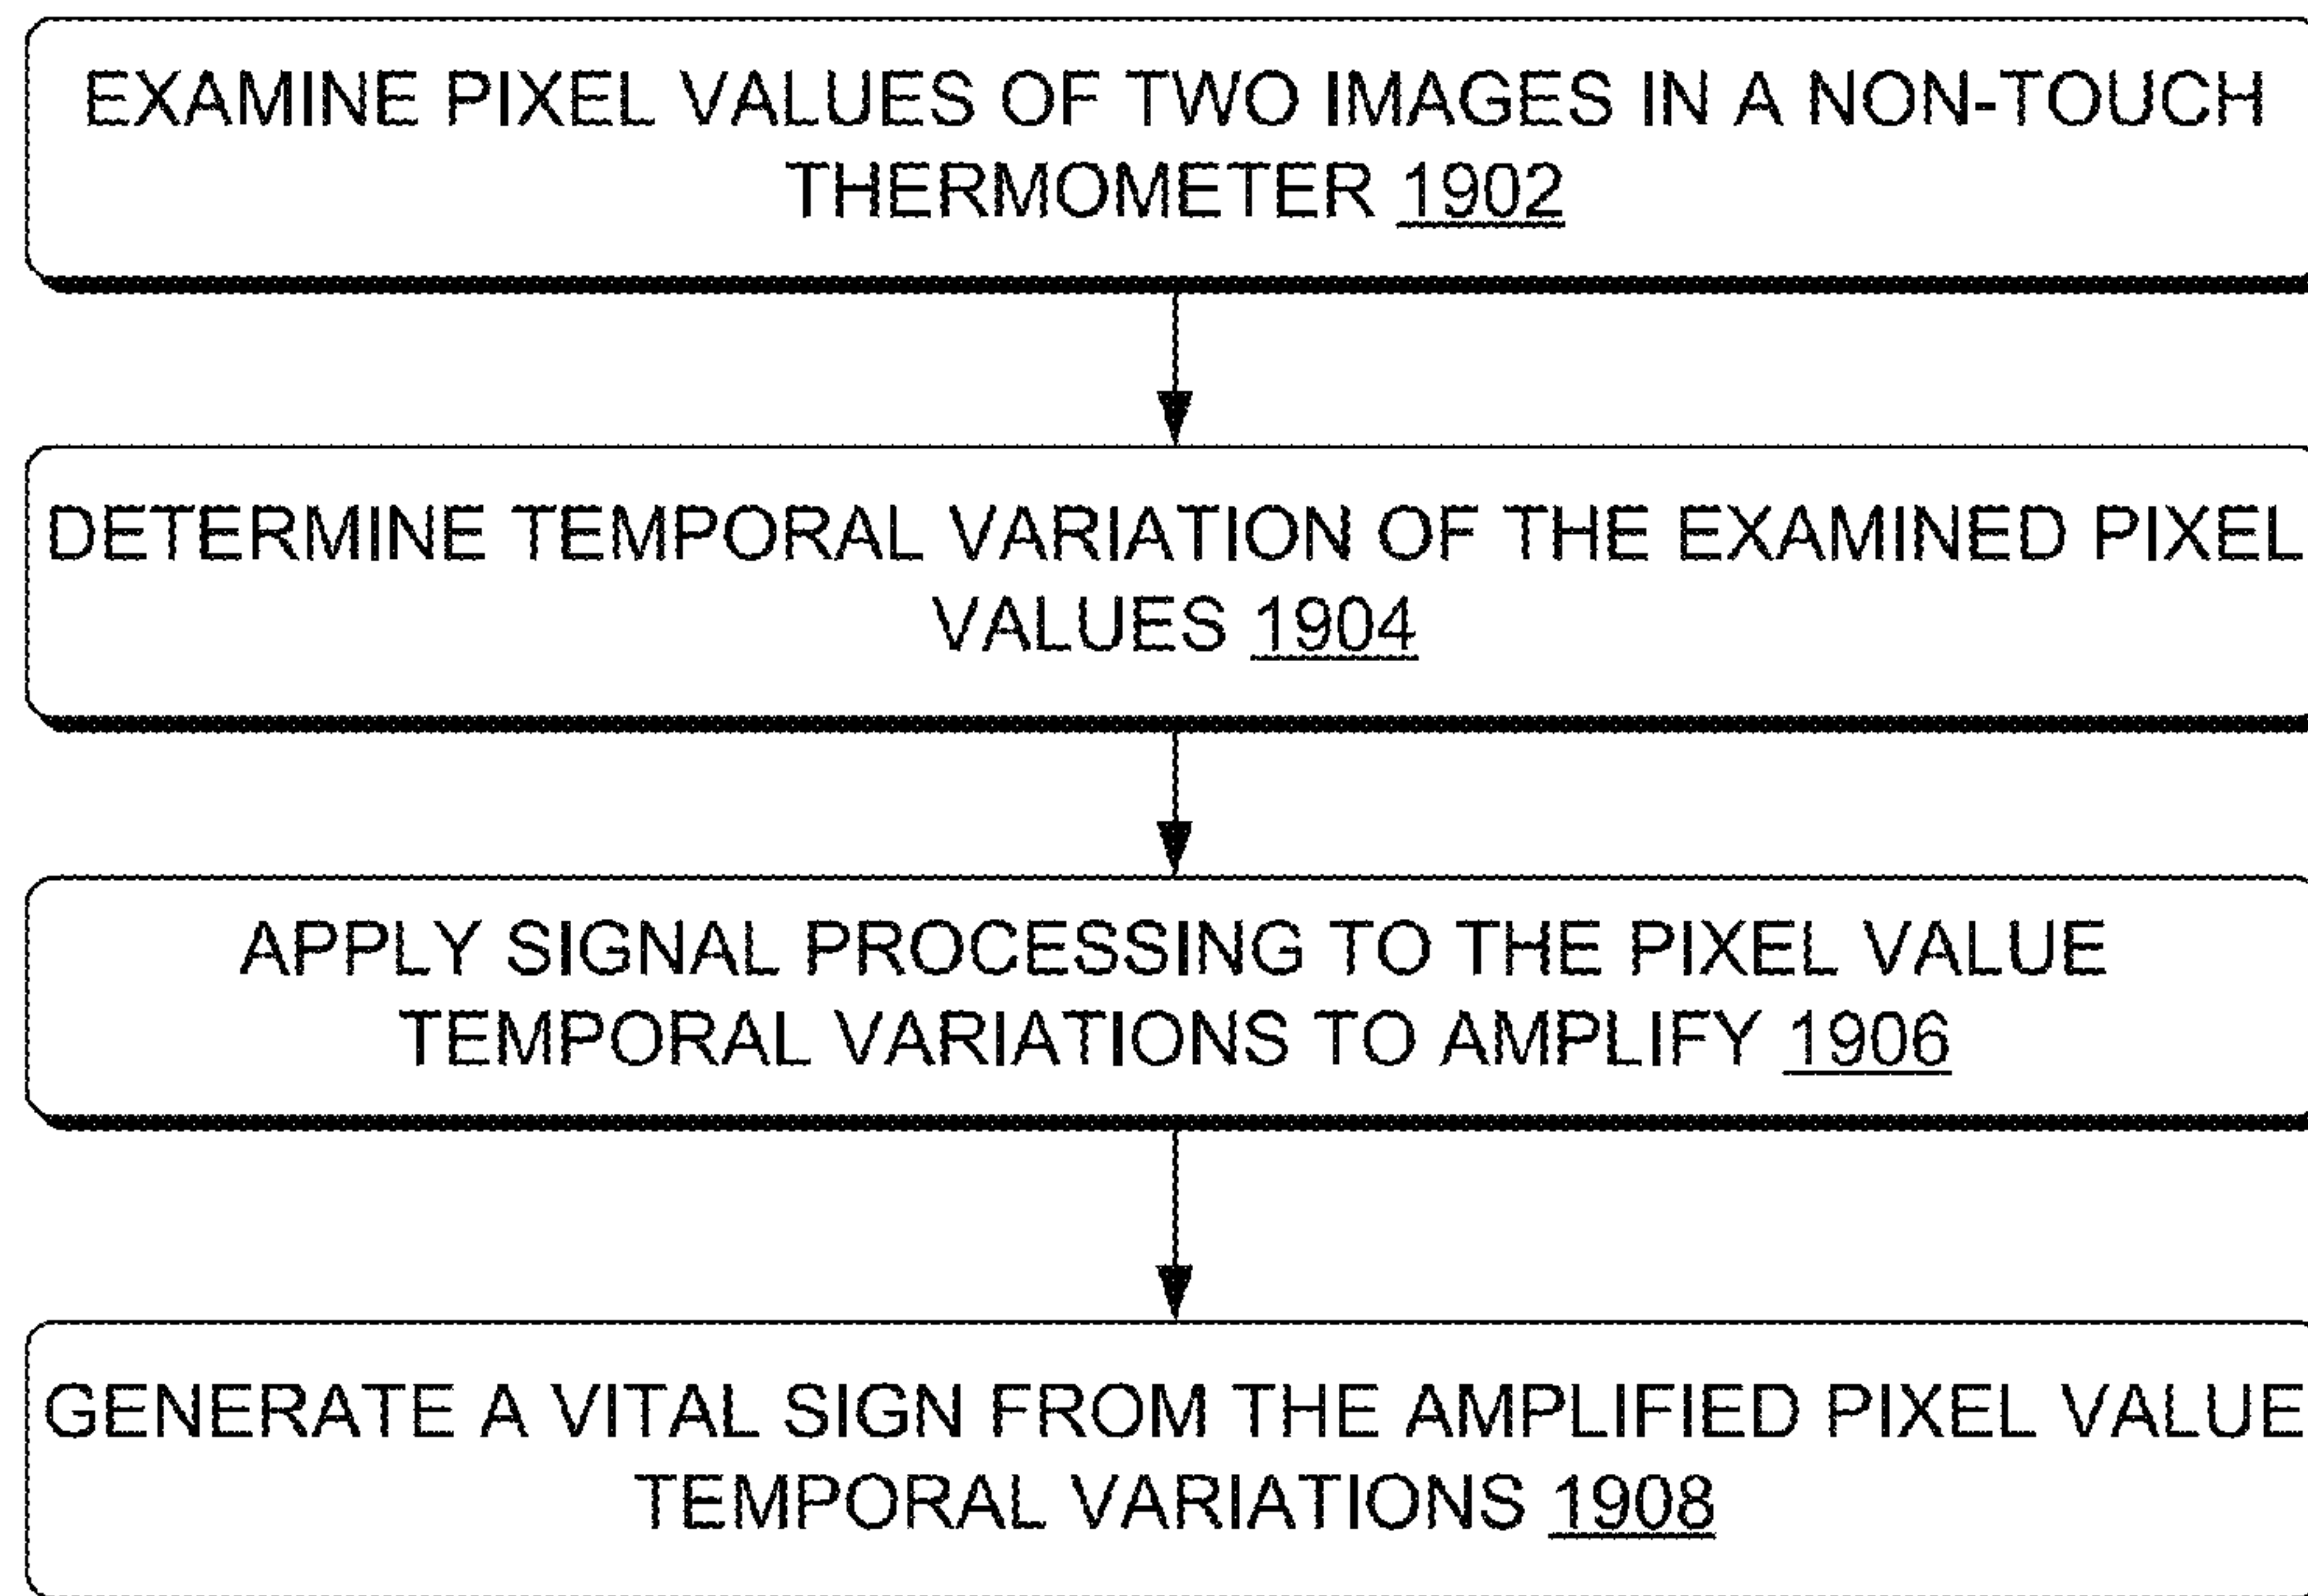 EXAMINE PIXEL VALUES OF TWO IMAGES IN A NON-TOUCH
THERMOMETER 1902
DETERMINE TEMPORAL VARIATION OF THE EXAMINED PIXEL
VALUES 1904
APPLY SIGNAL PROCESSING TO THE PIXEL VALUE
TEMPORAL VARIATIONS TO AMPLIFY 1906
GENERATE A VITAL SIGN FROM THE AMPLIFIED PIXEL VALUE
TEMPORAL VARIATIONS 1908